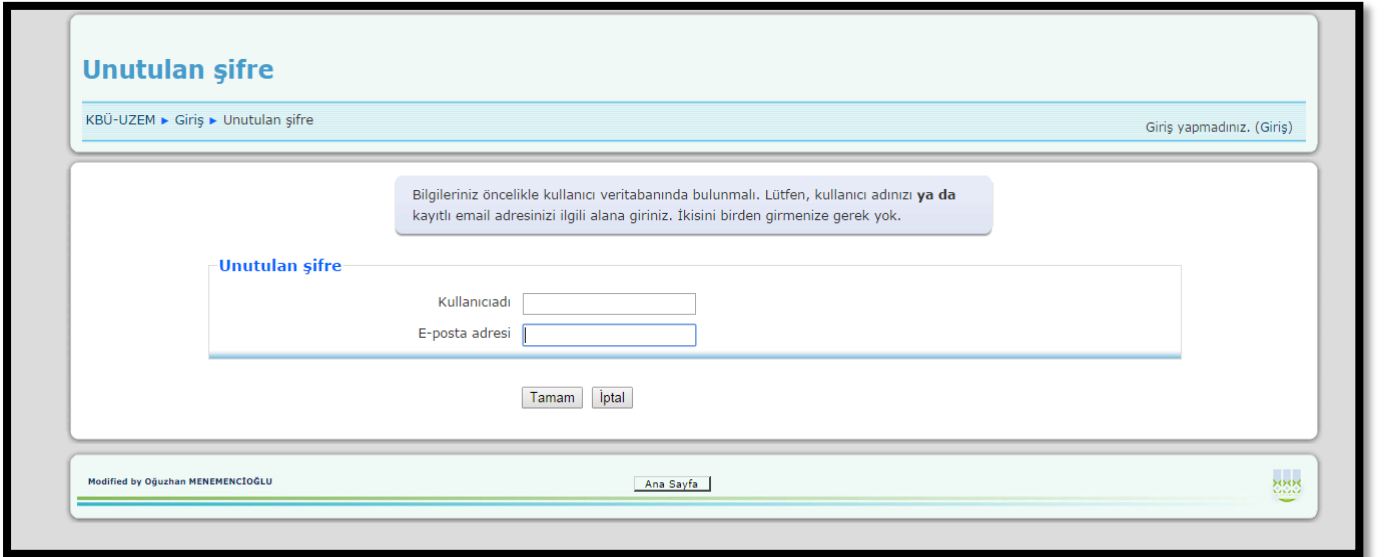 Unutulan şifre
KBÜ-UZEM ► Giriş ► Unutulan şifre
Giriş yapmadınız. (Giriş)
Bilgileriniz öncelikle kullanıcı veritabanında bulunmalı. Lütfen, kullanıcı adınızı ya da
kayıtlı email adresinizi ilgili alana giriniz. İkisini birden girmenize gerek yok.
Unutulan şifre
Kullanıcıadı
E-posta adresi
Tamam İptal
Modified by Oğuzhan MENEMENCİOĞLU
Ana Sayfa